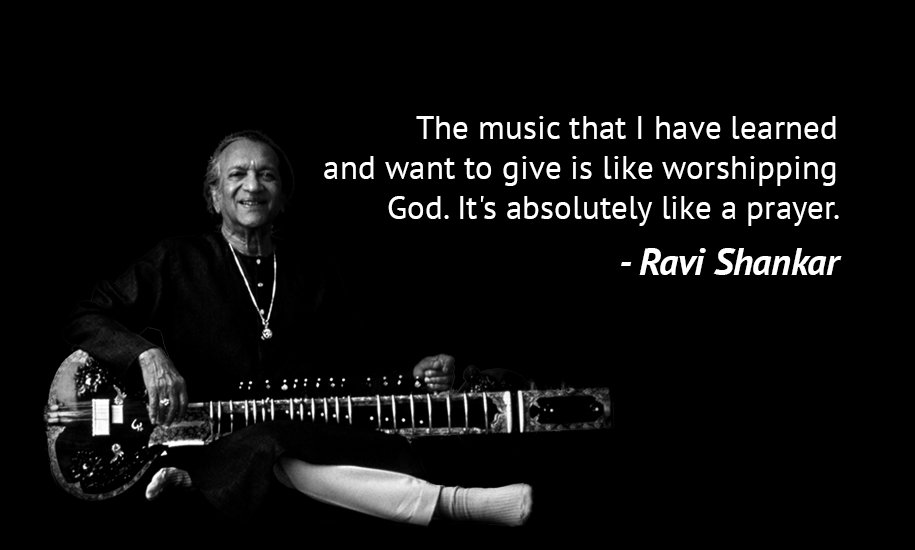 The music that I have learned
and want to give is like worshipping
God. It's absolutely like a prayer.
- Ravi Shankar